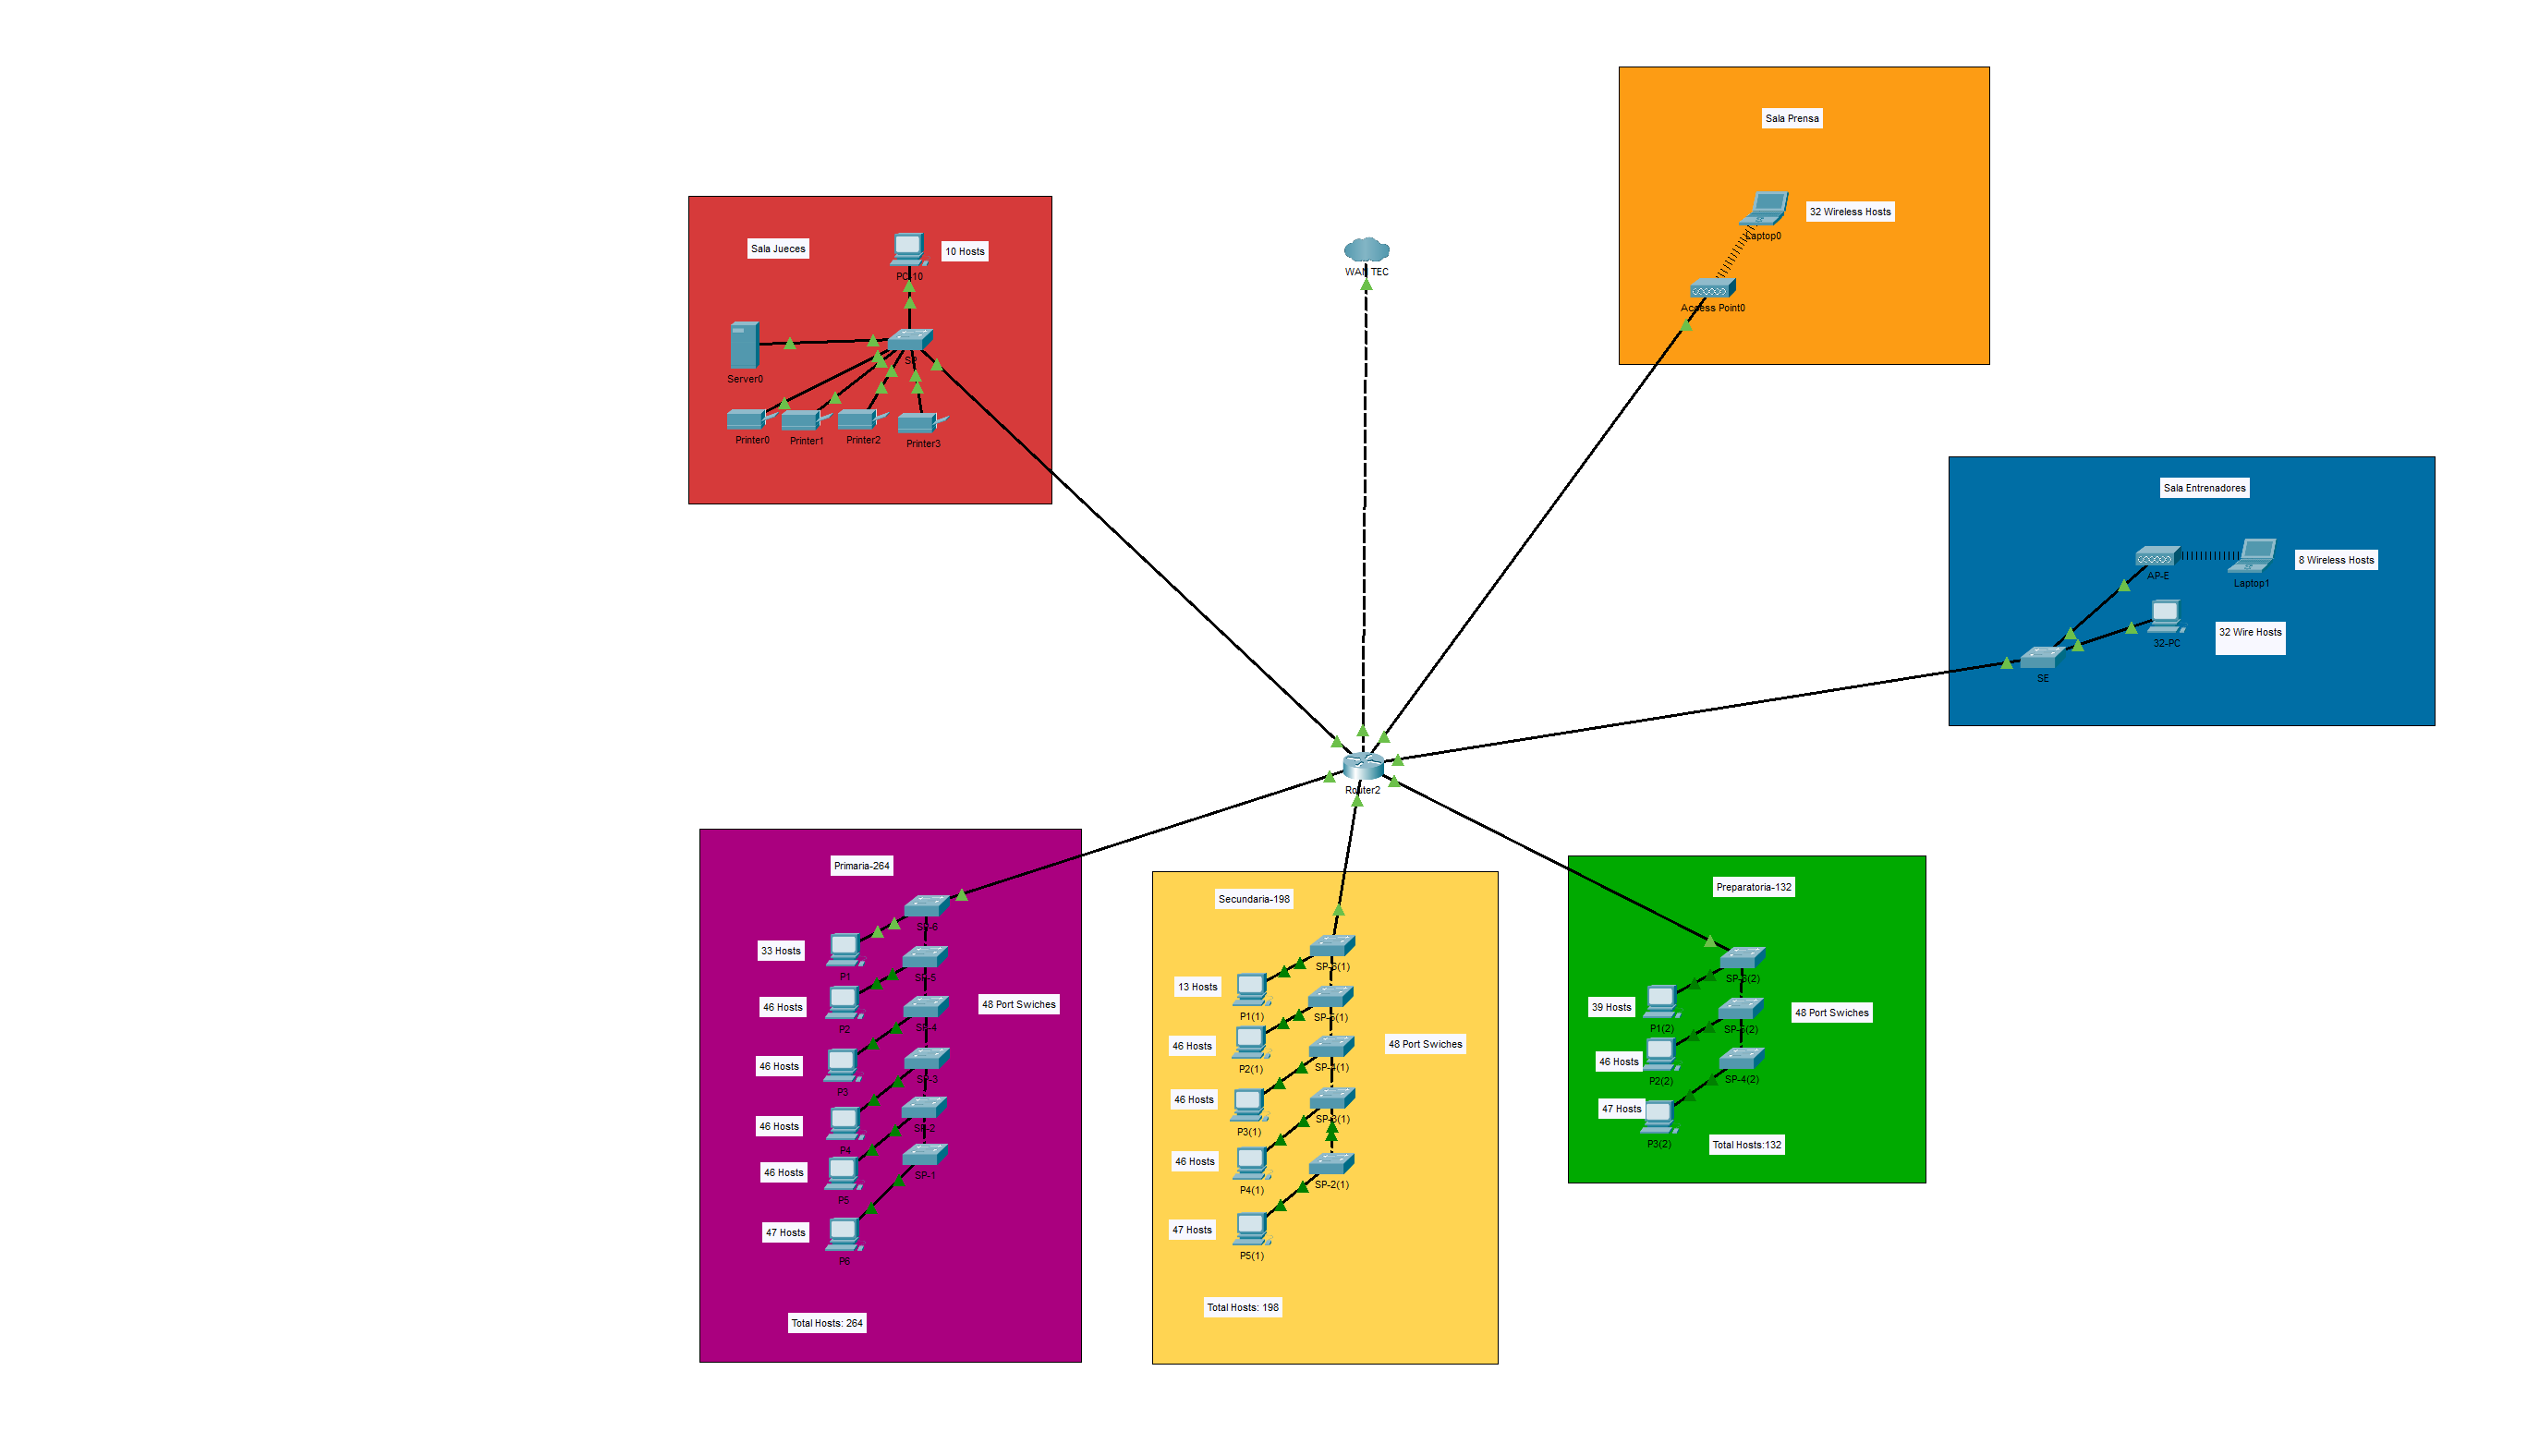 Sala Jueces
10 Hosts
PC-10
Server0
SP
Printer0
Printer1
Printer2
Printer3
WAN TEC
Sala Prensa
32 Wireless Hosts
Laptop0
Access Point0
Sala Entrenadores
AP-E
Laptop1
8 Wireless Hosts
32-PC
32 Wire Hosts
SE
Router2
Primaria-264
SP-6
33 Hosts
P1
SP-5
46 Hosts
P2
SP-4
48 Port Swiches
46 Hosts
P3
SP-3
46 Hosts
P4
SP-2
46 Hosts
P5
SP-1
47 Hosts
P6
Total Hosts: 264
Secundaria-198
SP-6(1)
13 Hosts
P1(1)
SP-5(1)
46 Hosts
P2(1)
SP-4(1)
48 Port Swiches
46 Hosts
P3(1)
SP-3(1)
46 Hosts
P4(1)
SP-2(1)
47 Hosts
P5(1)
Total Hosts: 198
Preparatoria-132
SP-6(2)
39 Hosts
P1(2)
SP-5(2)
48 Port Swiches
46 Hosts
P2(2)
SP-4(2)
47 Hosts
P3(2)
Total Hosts:132